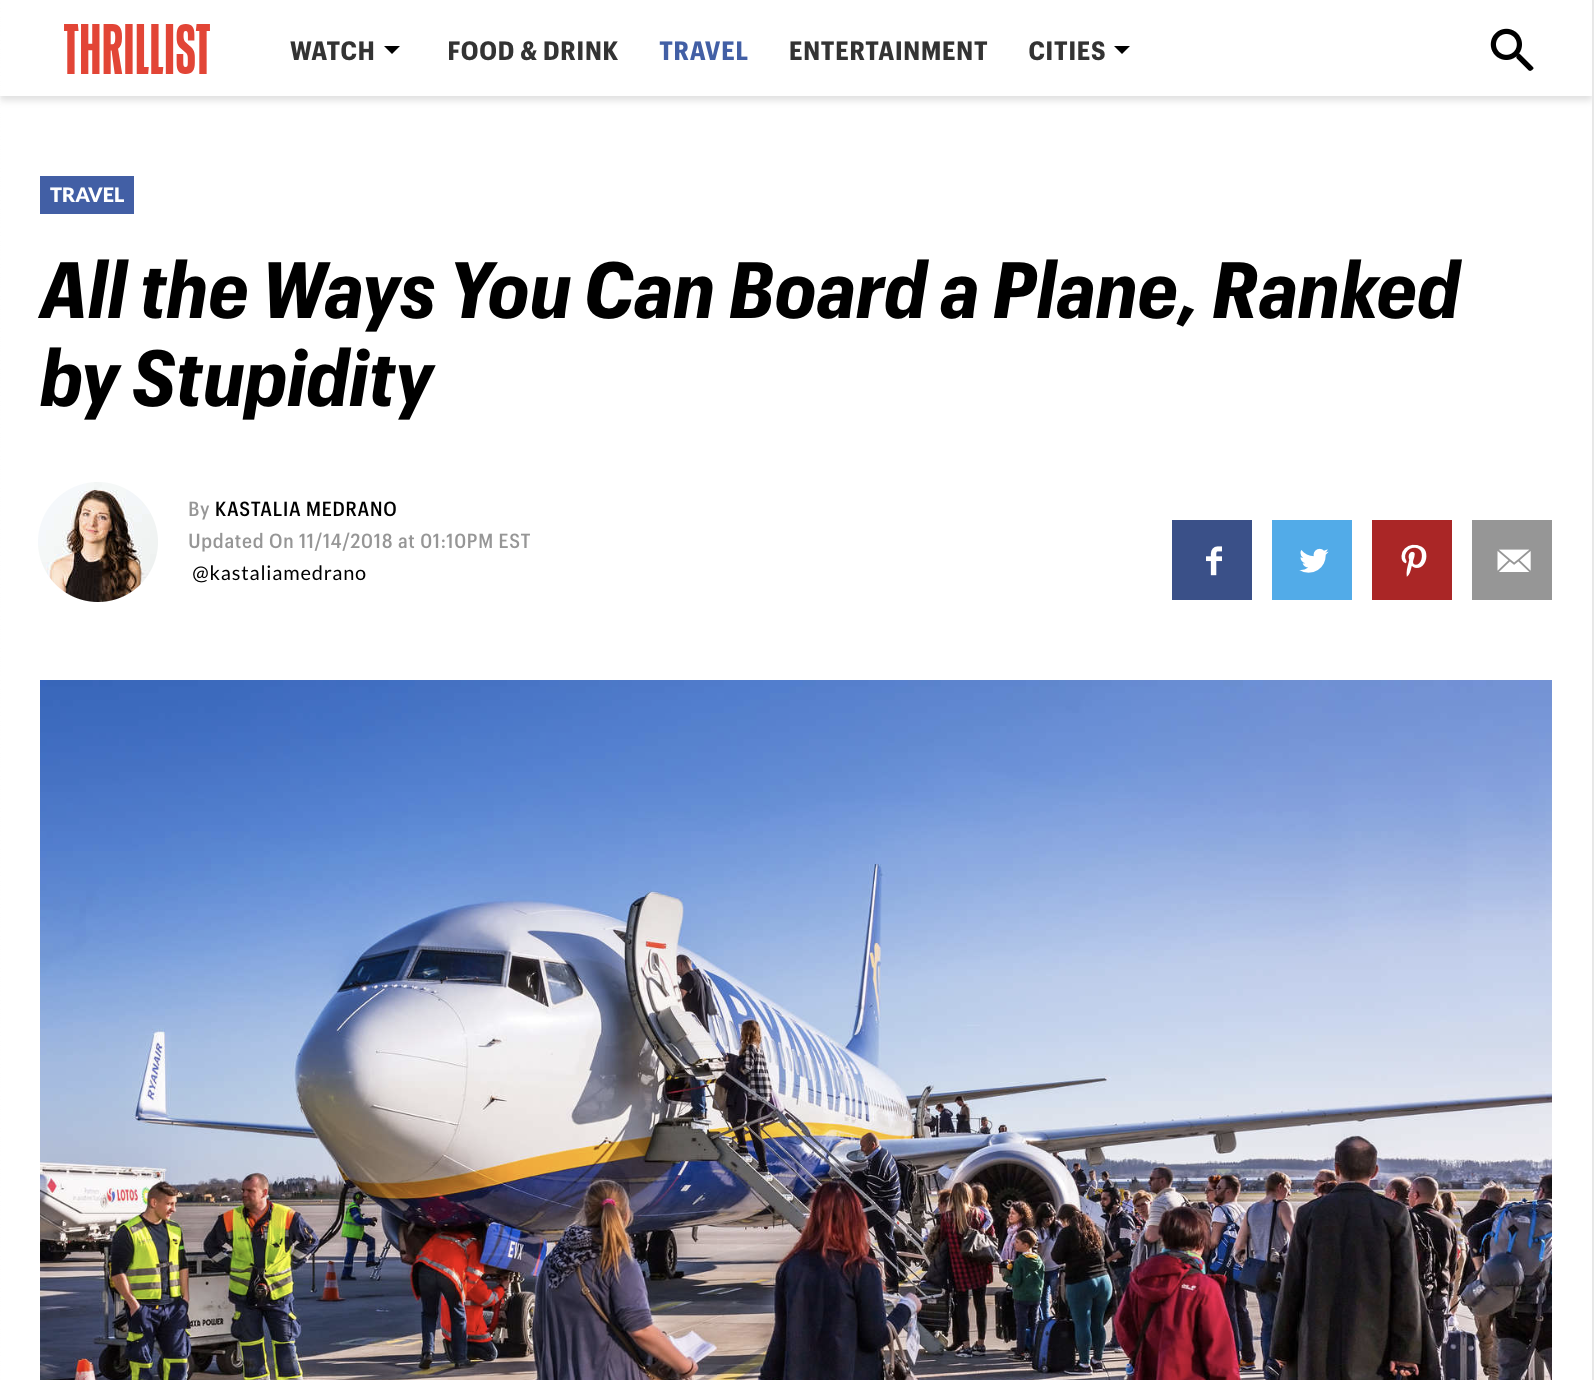 THRILLIST
WATCH FOOD & DRINK TRAVEL ENTERTAINMENT CITIES
TRAVEL
All the Ways You Can Board a Plane, Ranked
by Stupidity
By KASTALIA MEDRANO
Updated On 11/14/2018 at 01:10PM EST
@kastaliamedrano
RYANAIR
RYANAIR
LOTOS
POWER